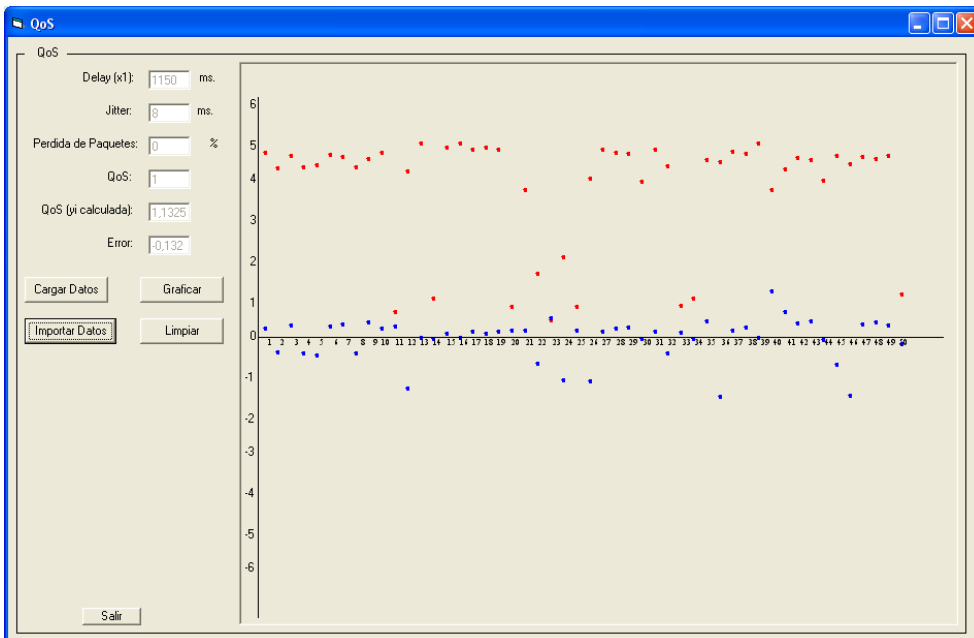 QoS
QoS
Delay (x1): 1150 ms.
Jitter: 8 ms.
Perdida de Paquetes: 0 %
QoS: 1
QoS (yi calculada): 1,1325
Error: -0,132
Cargar Datos Graficar
Importar Datos Limpiar
Salir
6
5
4
3
2
1
0
1 2 3 4 5 6 7 8 9 10 11 12 13 14 15 16 17 18 19 20 21 22 23 24 25 26 27 28 29 30 31 32 33 34 35 36 37 38 39 40 41 42 43 44 45 46 47 48 49 50
-1
-2
-3
-4
-5
-6